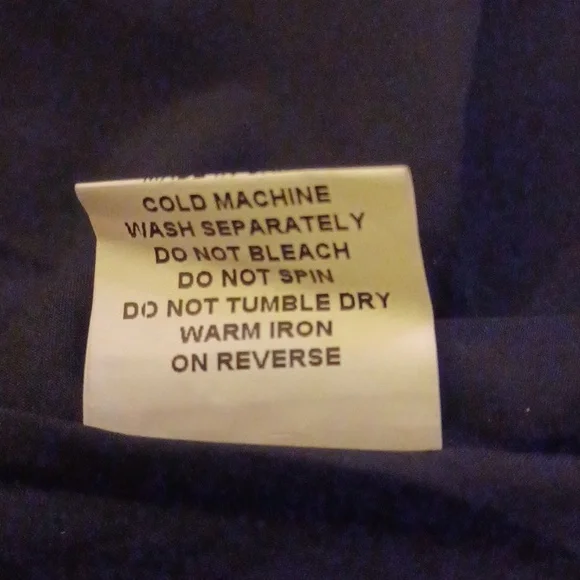 COLD MACHINE
WASH SEPARATELY
DO NOT BLEACH
DO NOT SPIN
DO NOT TUMBLE DRY
WARM IRON
ON REVERSE